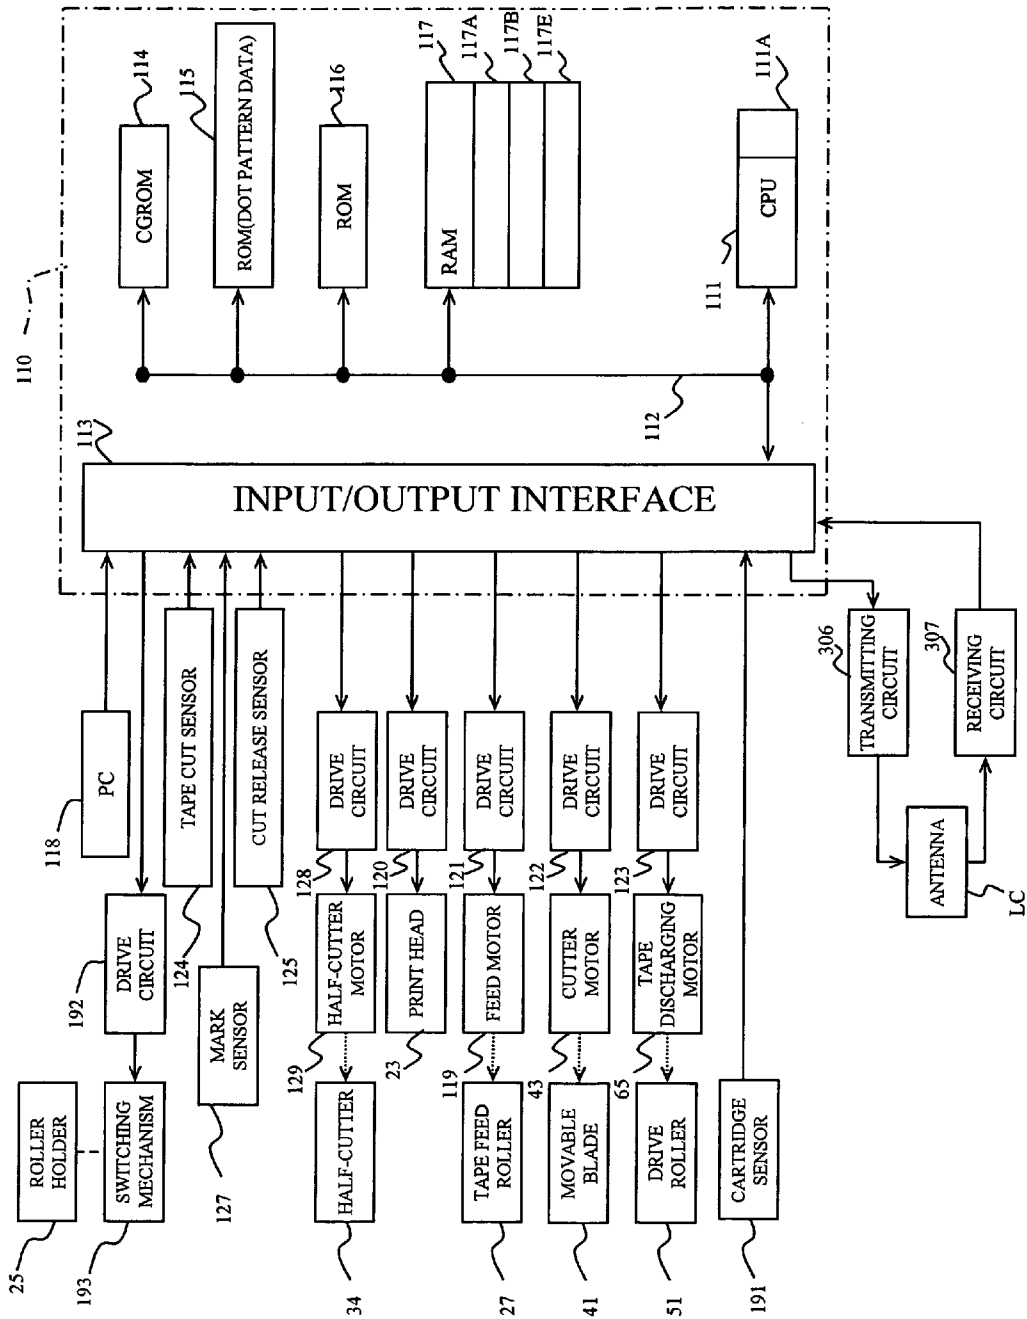 110
CGROM
114
ROM(DOT PATTERN DATA)
115
ROM
116
RAM
117
117A
117B
117E
CPU
111
111A
112
113
INPUT/OUTPUT INTERFACE
PC
118
DRIVE
CIRCUIT
192
SWITCHING
MECHANISM
193
ROLLER
HOLDER
25
TAPE CUT SENSOR
124
MARK
SENSOR
127
CUT RELEASE SENSOR
125
DRIVE
CIRCUIT
128
HALF-CUTTER
MOTOR
129
HALF-CUTTER
34
DRIVE
CIRCUIT
120
PRINT HEAD
23
DRIVE
CIRCUIT
121
FEED MOTOR
119
TAPE FEED
ROLLER
27
DRIVE
CIRCUIT
122
CUTTER
MOTOR
43
MOVABLE
BLADE
41
DRIVE
CIRCUIT
123
TAPE
DISCHARGING
MOTOR
65
DRIVE
ROLLER
51
CARTRIDGE
SENSOR
191
TRANSMITTING
CIRCUIT
306
RECEIVING
CIRCUIT
307
ANTENNA
LC